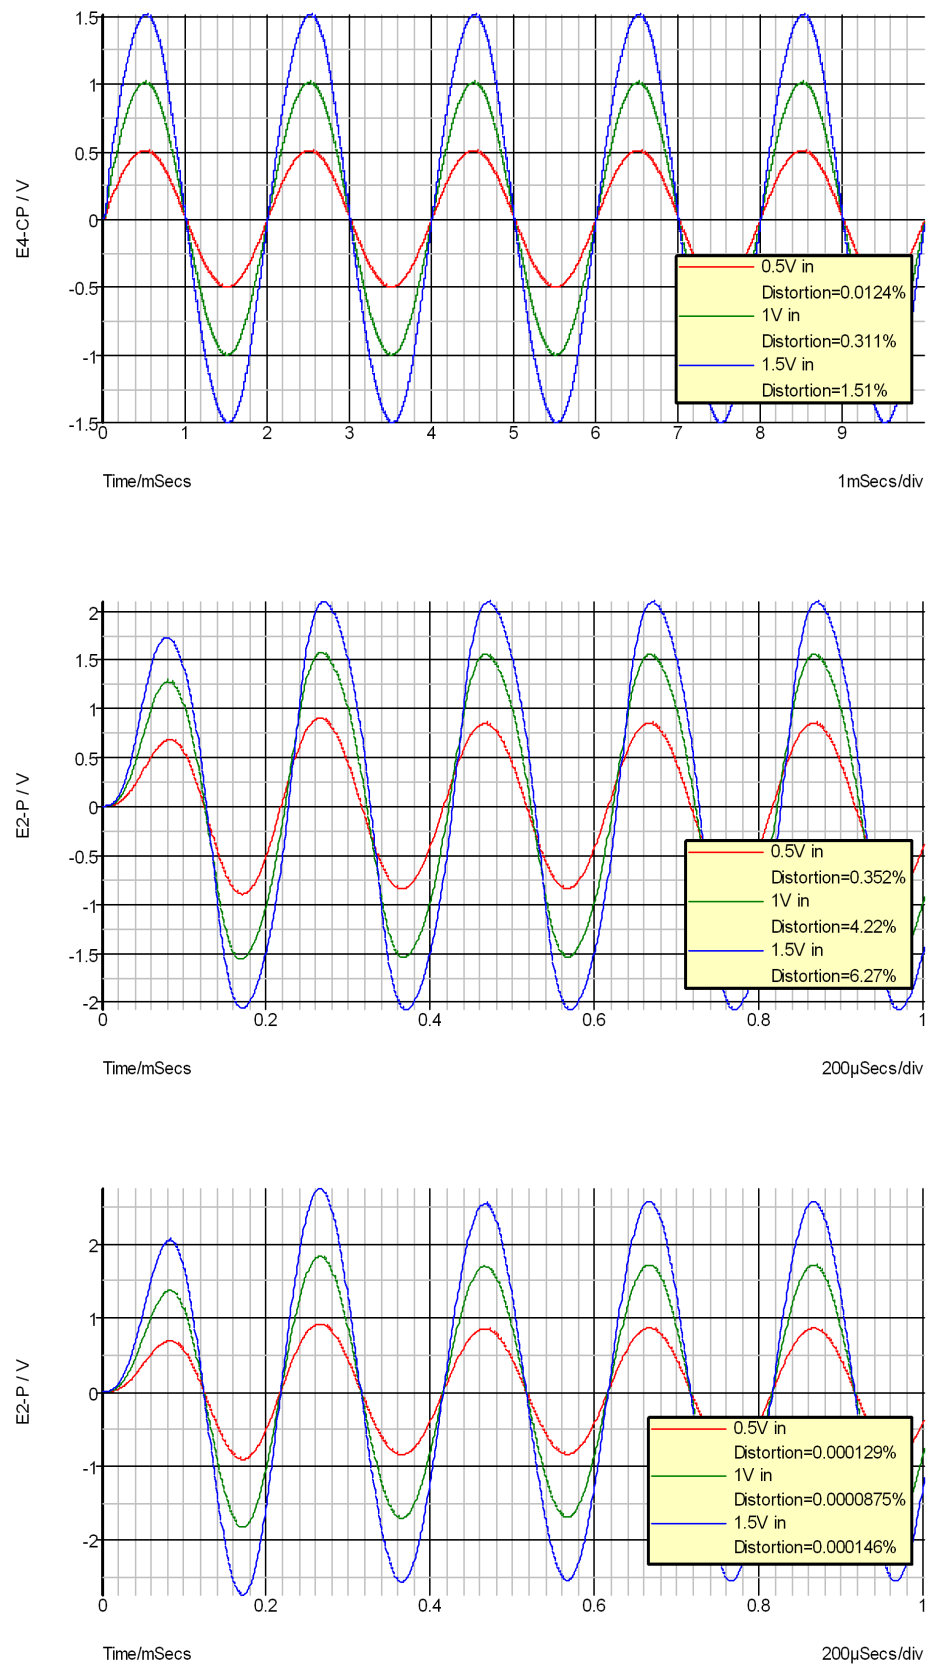 1.5
1
0.5
0
-0.5
-1
-1.5
E4-CP / V
0.5V in
Distortion=0.0124%
1V in
Distortion=0.311%
1.5V in
Distortion=1.51%
0 1 2 3 4 5 6 7 8 9
Time/mSecs 1mSecs/div
2
1.5
1
0.5
0
-0.5
-1
-1.5
-2
E2-P / V
0.5V in
Distortion=0.352%
1V in
Distortion=4.22%
1.5V in
Distortion=6.27%
0 0.2 0.4 0.6 0.8 1
Time/mSecs 200µSecs/div
2
1
0
-1
-2
E2-P / V
0.5V in
Distortion=0.000129%
1V in
Distortion=0.0000875%
1.5V in
Distortion=0.000146%
0 0.2 0.4 0.6 0.8 1
Time/mSecs 200µSecs/div